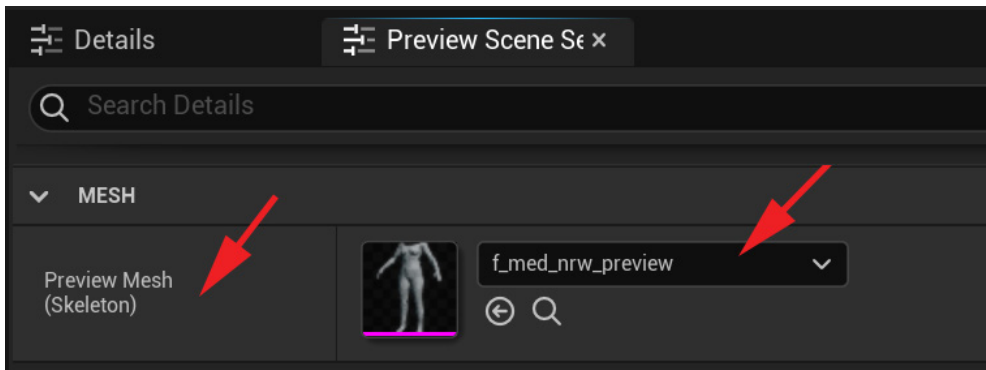 Details
Preview Scene Se
Search Details
MESH
Preview Mesh
(Skeleton)
f_med_nrw_preview